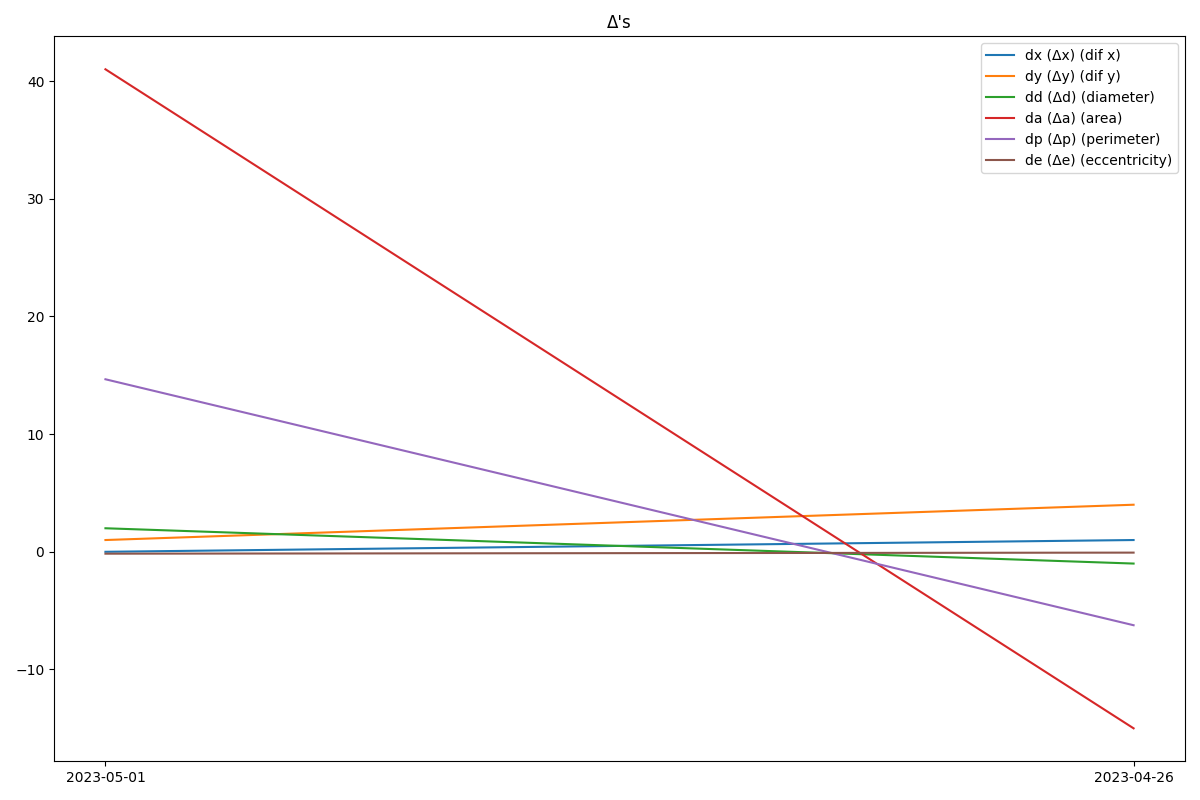 Δ's
dx (Δx) (dif x)
dy (Δy) (dif y)
dd (Δd) (diameter)
da (Δa) (area)
dp (Δp) (perimeter)
de (Δe) (eccentricity)
40
30
20
10
0
−10
2023-05-01
2023-04-26